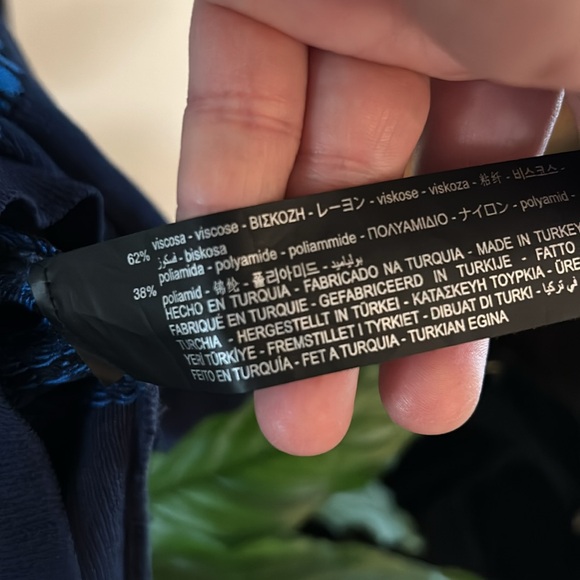 62% viscosa - viscose - ΒΙΣΚΟΖΗ - レーヨン - viskose - viskoza - 粘纤 - 비스코스 -
فسكوز - biskosa
38% poliamida - polyamide - poliammide - ΠΟΛΥΑΜΙΔΙΟ - ナイロン - polyamid -
poliamid - 锦纶 - 폴리아미드 - بولياميد
HECHO EN TURQUIA - FABRICADO NA TURQUIA - MADE IN TURKEY
FABRIQUÉ EN TURQUIE - GEFABRICEERD IN TURKIJE - FATTO
TURCHIA - HERGESTELLT IN TÜRKEI - ΚΑΤΑΣΚΕΥΗ ΤΟΥΡΚΙΑ - ÜRE
YERİ TÜRKİYE - FREMSTILLET I TYRKIET - DIBUAT DI TURKI - في تركيا
FEITO EN TURQUÍA - FET A TURQUIA - TURKIAN EGINA